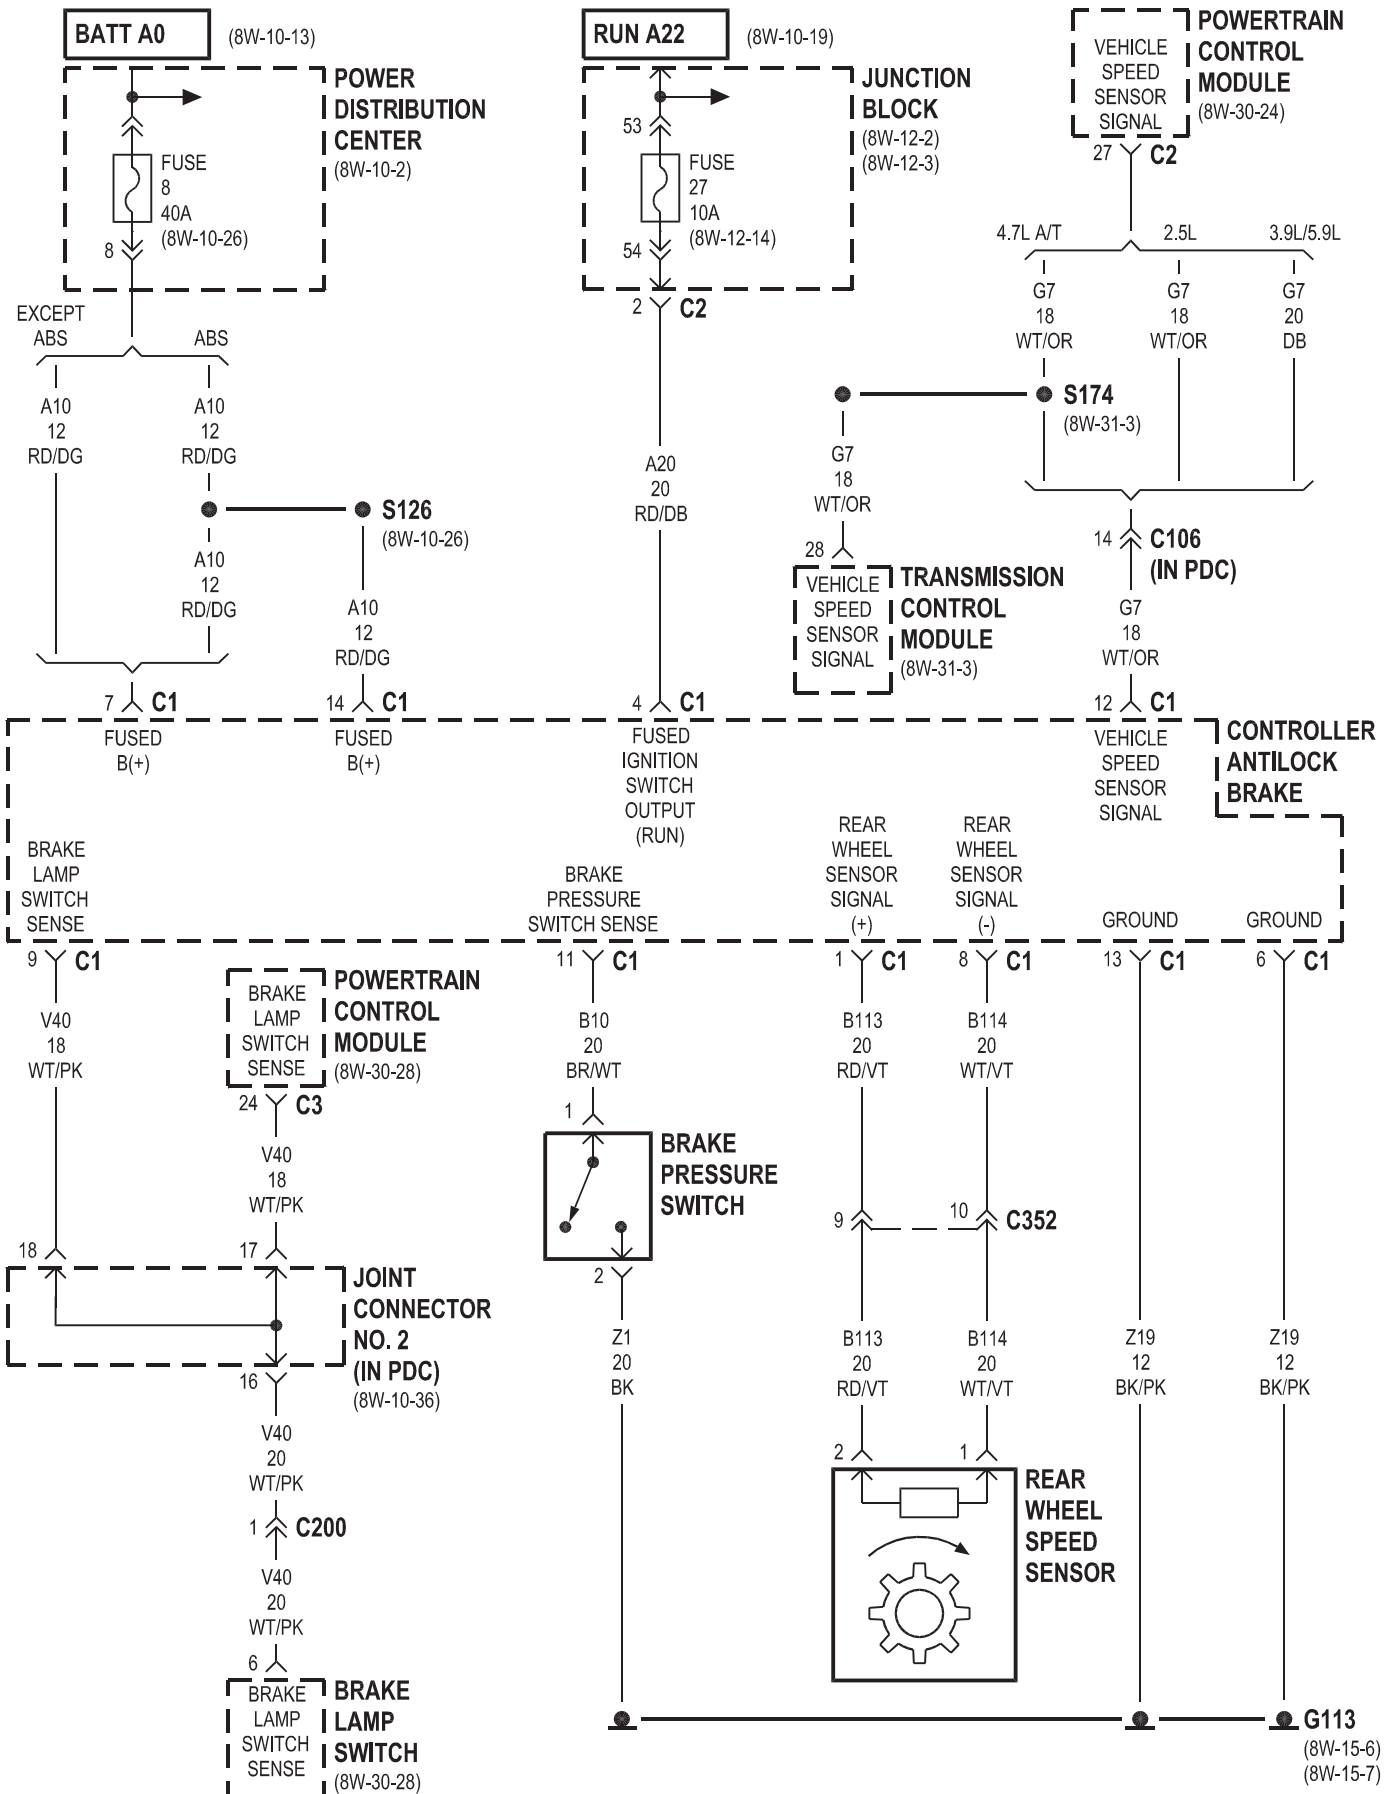 BATT A0
(8W-10-13)
RUN A22
(8W-10-19)
VEHICLE
SPEED
SENSOR
SIGNAL
POWERTRAIN
CONTROL
MODULE
(8W-30-24)
POWER
DISTRIBUTION
CENTER
(8W-10-2)
JUNCTION
BLOCK
(8W-12-2)
(8W-12-3)
FUSE
8
40A
(8W-10-26)
8
53
FUSE
27
10A
(8W-12-14)
54
2
C2
27
C2
4.7L A/T
2.5L
3.9L/5.9L
G7
18
WT/OR
G7
18
WT/OR
G7
20
DB
EXCEPT
ABS
ABS
A10
12
RD/DG
A10
12
RD/DG
S174
(8W-31-3)
G7
18
WT/OR
A20
20
RD/DB
S126
(8W-10-26)
A10
12
RD/DG
A10
12
RD/DG
28
VEHICLE
SPEED
SENSOR
SIGNAL
TRANSMISSION
CONTROL
MODULE
(8W-31-3)
14
C106
(IN PDC)
G7
18
WT/OR
7
C1
14
C1
4
C1
12
C1
FUSED
B(+)
FUSED
B(+)
FUSED
IGNITION
SWITCH
OUTPUT
(RUN)
VEHICLE
SPEED
SENSOR
SIGNAL
CONTROLLER
ANTILOCK
BRAKE
BRAKE
LAMP
SWITCH
SENSE
BRAKE
PRESSURE
SWITCH SENSE
REAR
WHEEL
SENSOR
SIGNAL
(+)
REAR
WHEEL
SENSOR
SIGNAL
(-)
GROUND
GROUND
9
C1
11
C1
1
C1
8
C1
13
C1
6
C1
V40
18
WT/PK
BRAKE
LAMP
SWITCH
SENSE
POWERTRAIN
CONTROL
MODULE
(8W-30-28)
24
C3
V40
18
WT/PK
B10
20
BR/WT
B113
20
RD/VT
B114
20
WT/VT
1
BRAKE
PRESSURE
SWITCH
2
9
10
C352
18
17
JOINT
CONNECTOR
NO. 2
(IN PDC)
(8W-10-36)
16
V40
20
WT/PK
1
C200
V40
20
WT/PK
6
BRAKE
LAMP
SWITCH
SENSE
BRAKE
LAMP
SWITCH
(8W-30-28)
Z1
20
BK
B113
20
RD/VT
B114
20
WT/VT
Z19
12
BK/PK
Z19
12
BK/PK
2
1
REAR
WHEEL
SPEED
SENSOR
G113
(8W-15-6)
(8W-15-7)